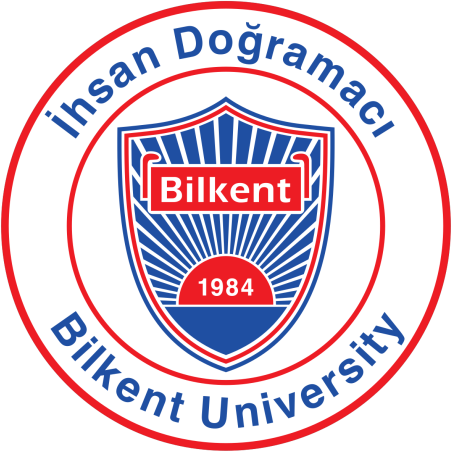 İhsan Doğramacı
Bilkent
1984
Bilkent University